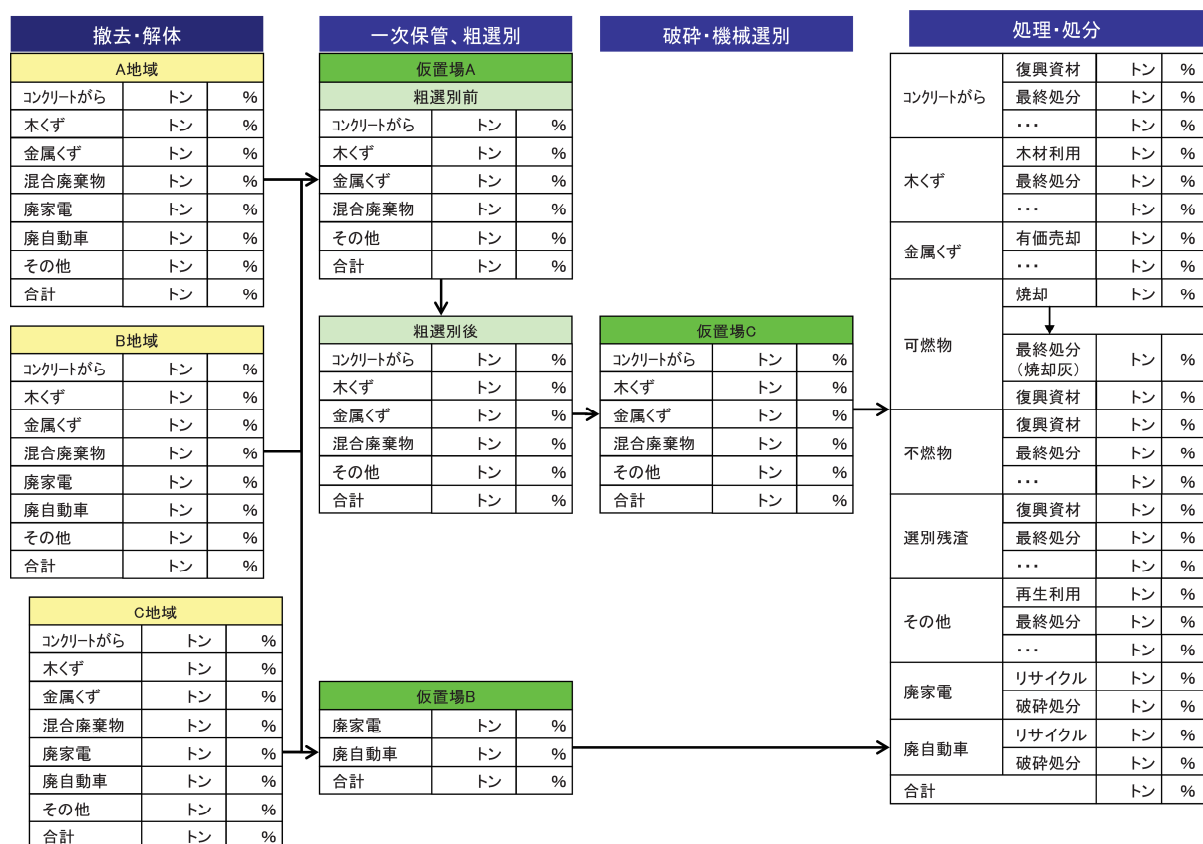 撤去・解体
A地域
コンクリートがら トン %
木くず トン %
金属くず トン %
混合廃棄物 トン %
廃家電 トン %
廃自動車 トン %
その他 トン %
合計 トン %
B地域
コンクリートがら トン %
木くず トン %
金属くず トン %
混合廃棄物 トン %
廃家電 トン %
廃自動車 トン %
その他 トン %
合計 トン %
C地域
コンクリートがら トン %
木くず トン %
金属くず トン %
混合廃棄物 トン %
廃家電 トン %
廃自動車 トン %
その他 トン %
合計 トン %
一次保管、粗選別
仮置場A
粗選別前
コンクリートがら トン %
木くず トン %
金属くず トン %
混合廃棄物 トン %
その他 トン %
合計 トン %
粗選別後
コンクリートがら トン %
木くず トン %
金属くず トン %
混合廃棄物 トン %
その他 トン %
合計 トン %
仮置場B
廃家電 トン %
廃自動車 トン %
合計 トン %
破砕・機械選別
仮置場C
コンクリートがら トン %
木くず トン %
金属くず トン %
混合廃棄物 トン %
その他 トン %
合計 トン %
処理・処分
コンクリートがら
復興資材 トン %
最終処分 トン %
･･･ トン %
木くず
木材利用 トン %
最終処分 トン %
･･･ トン %
金属くず
有価売却 トン %
･･･ トン %
可燃物
焼却 トン %
最終処分
（焼却灰） トン %
復興資材 トン %
不燃物
復興資材 トン %
最終処分 トン %
･･･ トン %
選別残渣
復興資材 トン %
最終処分 トン %
･･･ トン %
その他
再生利用 トン %
最終処分 トン %
･･･ トン %
廃家電
リサイクル トン %
破砕処分 トン %
廃自動車
リサイクル トン %
破砕処分 トン %
合計 トン %